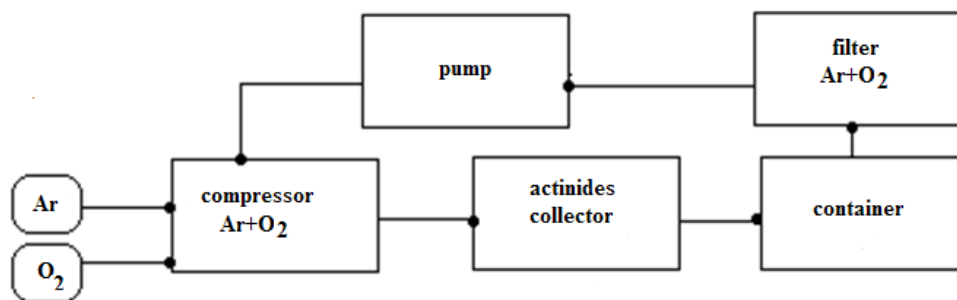 pump
filter
Ar+O₂
Ar
O₂
compressor
Ar+O₂
actinides
collector
container